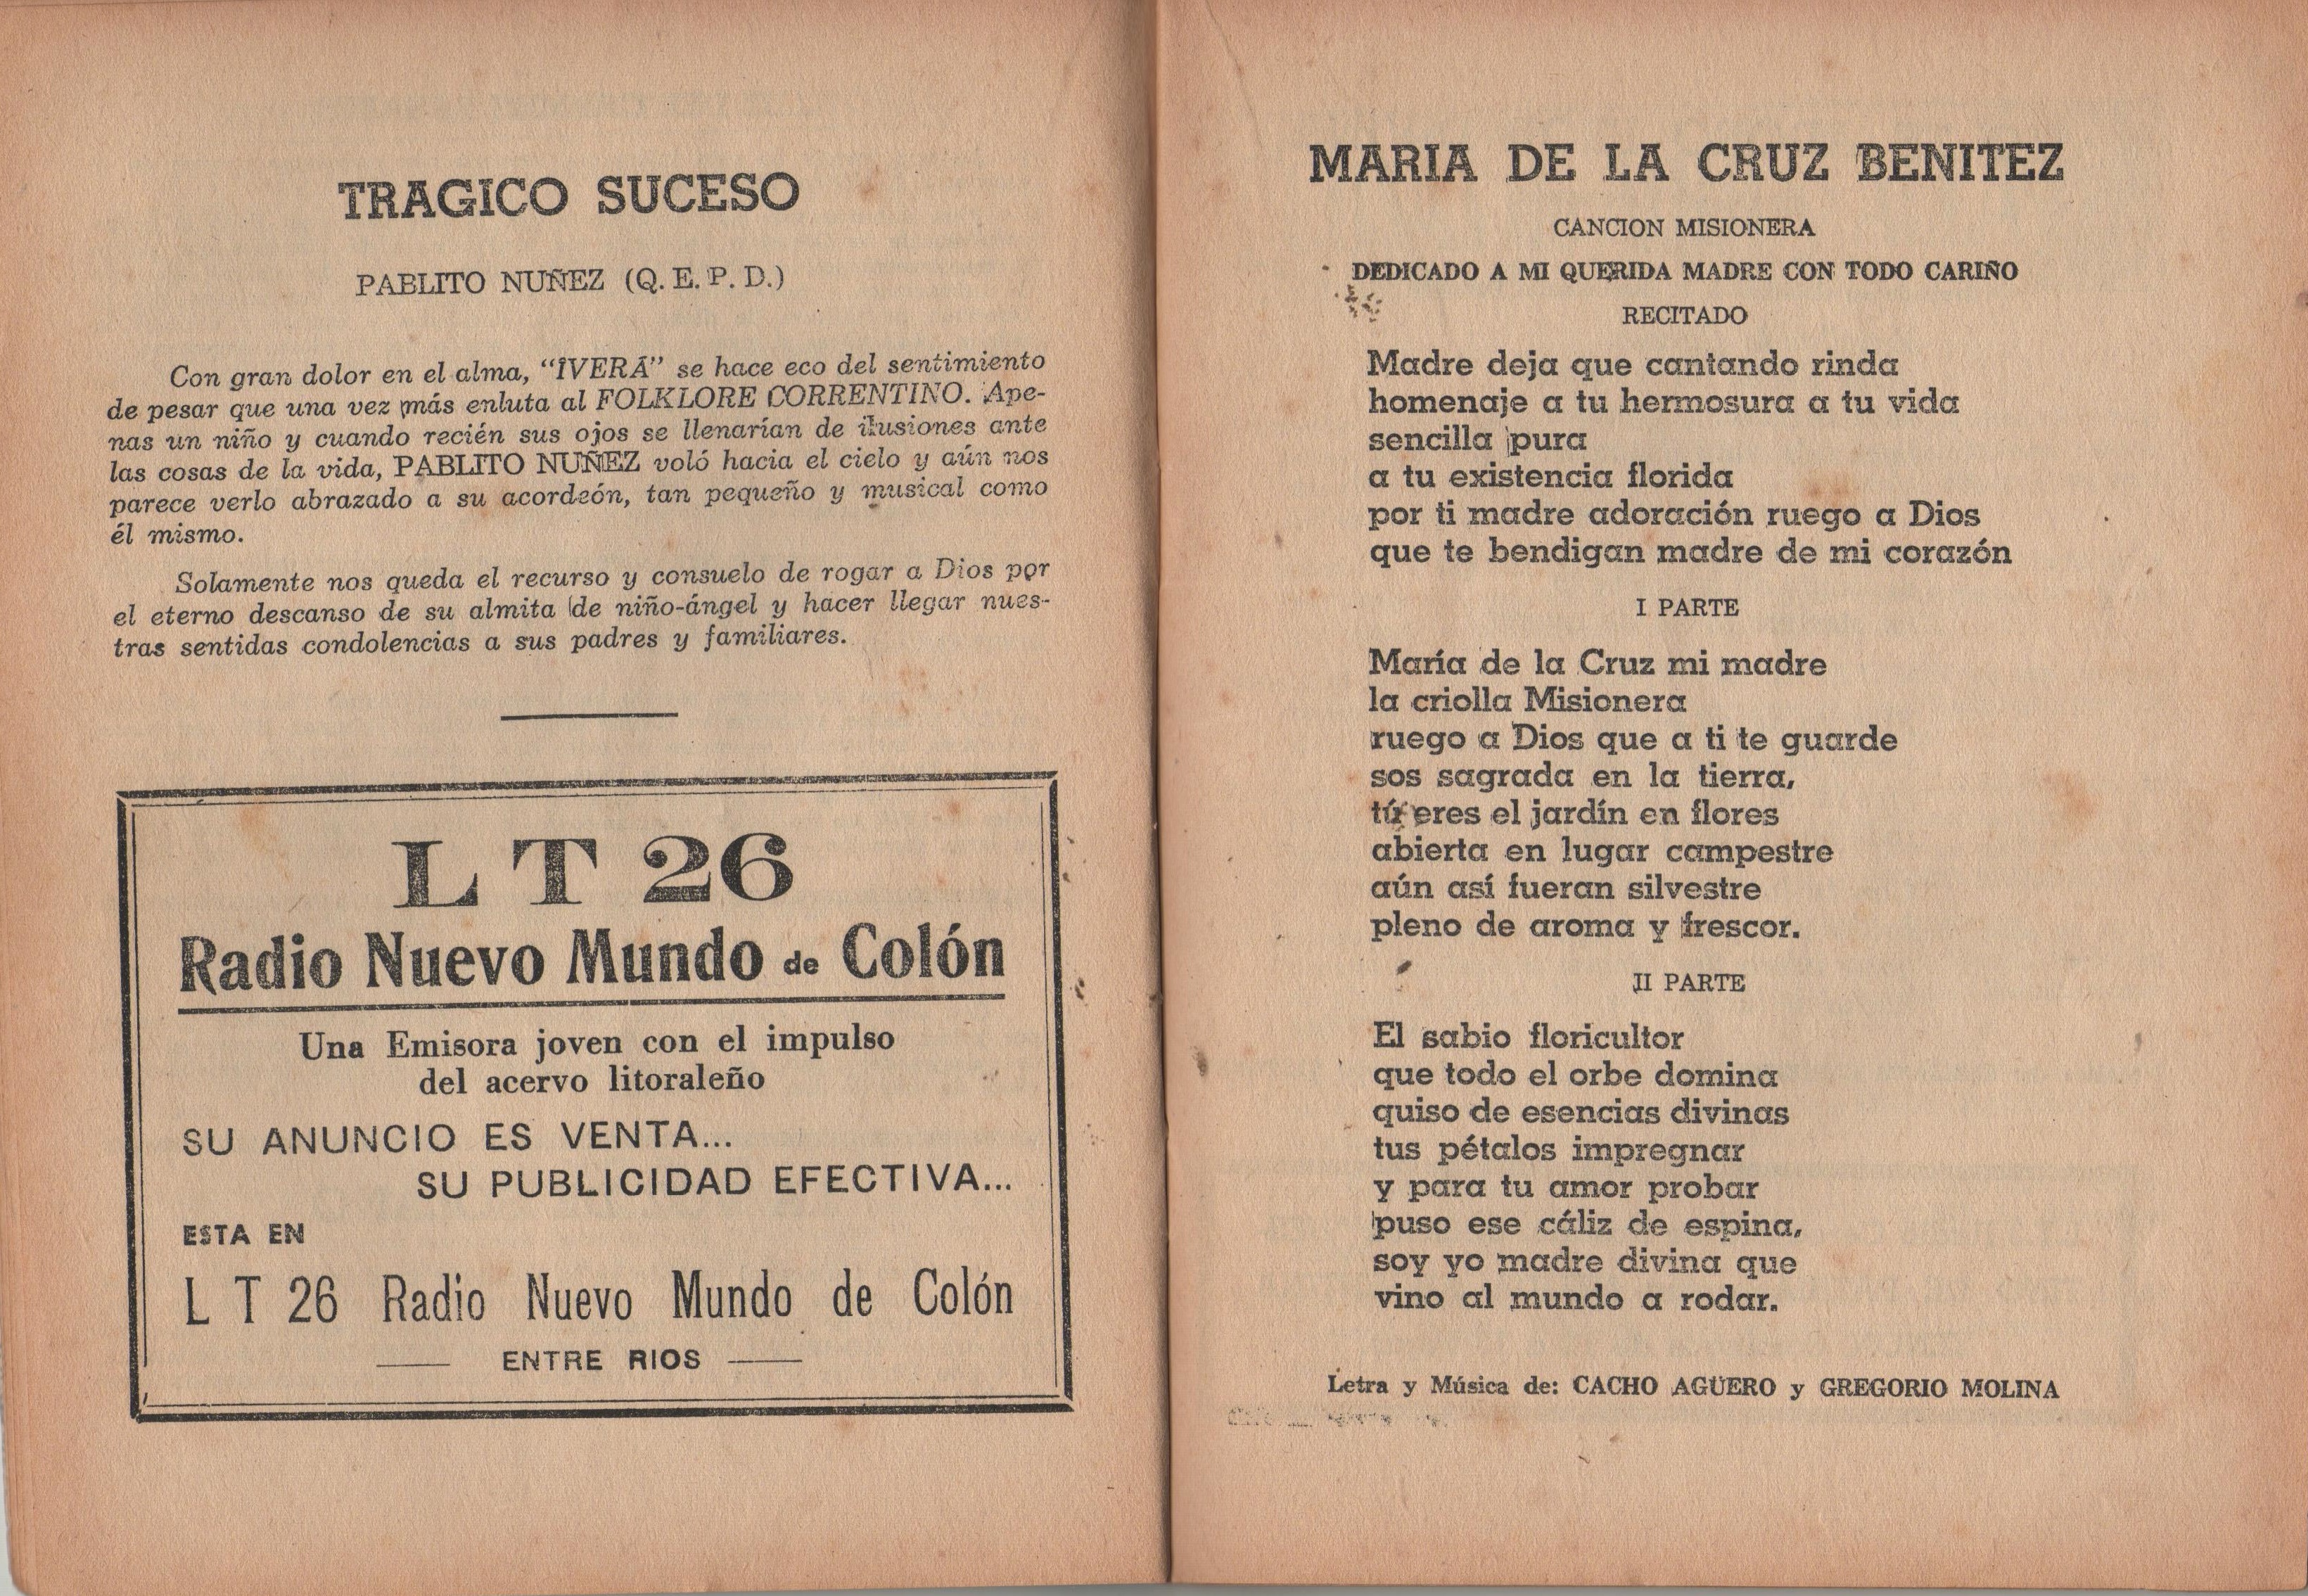 TRAGICO SUCESO
PABLITO NUÑEZ (Q. E. P. D.)
Con gran dolor en el alma, “ÎVERÁ” se hace eco del sentimiento
de pesar que una vez más enluta al FOLKLORE CORRENTINO. Ape-
nas un niño y cuando recién sus ojos se llenarían de ilusiones ante
las cosas de la vida, PABLITO NUÑEZ voló hacia el cielo y aún nos
parece verlo abrazado a su acordeón, tan pequeño y musical como
él mismo.
Solamente nos queda el recurso y consuelo de rogar a Dios por
el eterno descanso de su almita de niño-ángel y hacer llegar nues-
tras sentidas condolencias a sus padres y familiares.
L T 26
Radio Nuevo Mundo de Colón
Una Emisora joven con el impulso
del acervo litoraleño
SU ANUNCIO ES VENTA...
SU PUBLICIDAD EFECTIVA...
ESTA EN
L T 26 Radio Nuevo Mundo de Colón
ENTRE RIOS
MARIA DE LA CRUZ BENITEZ
CANCION MISIONERA
DEDICADO A MI QUERIDA MADRE CON TODO CARIÑO
RECITADO
Madre deja que cantando rinda
homenaje a tu hermosura a tu vida
sencilla pura
a tu existencia florida
por ti madre adoración ruego a Dios
que te bendigan madre de mi corazón
I PARTE
María de la Cruz mi madre
la criolla Misionera
ruego a Dios que a ti te guarde
sos sagrada en la tierra,
tú eres el jardín en flores
abierta en lugar campestre
aún así fueran silvestre
pleno de aroma y frescor.
II PARTE
El sabio floricultor
que todo el orbe domina
quiso de esencias divinas
tus pétalos impregnar
y para tu amor probar
puso ese cáliz de espina,
soy yo madre divina que
vino al mundo a rodar.
Letra y Música de: CACHO AGÜERO y GREGORIO MOLINA